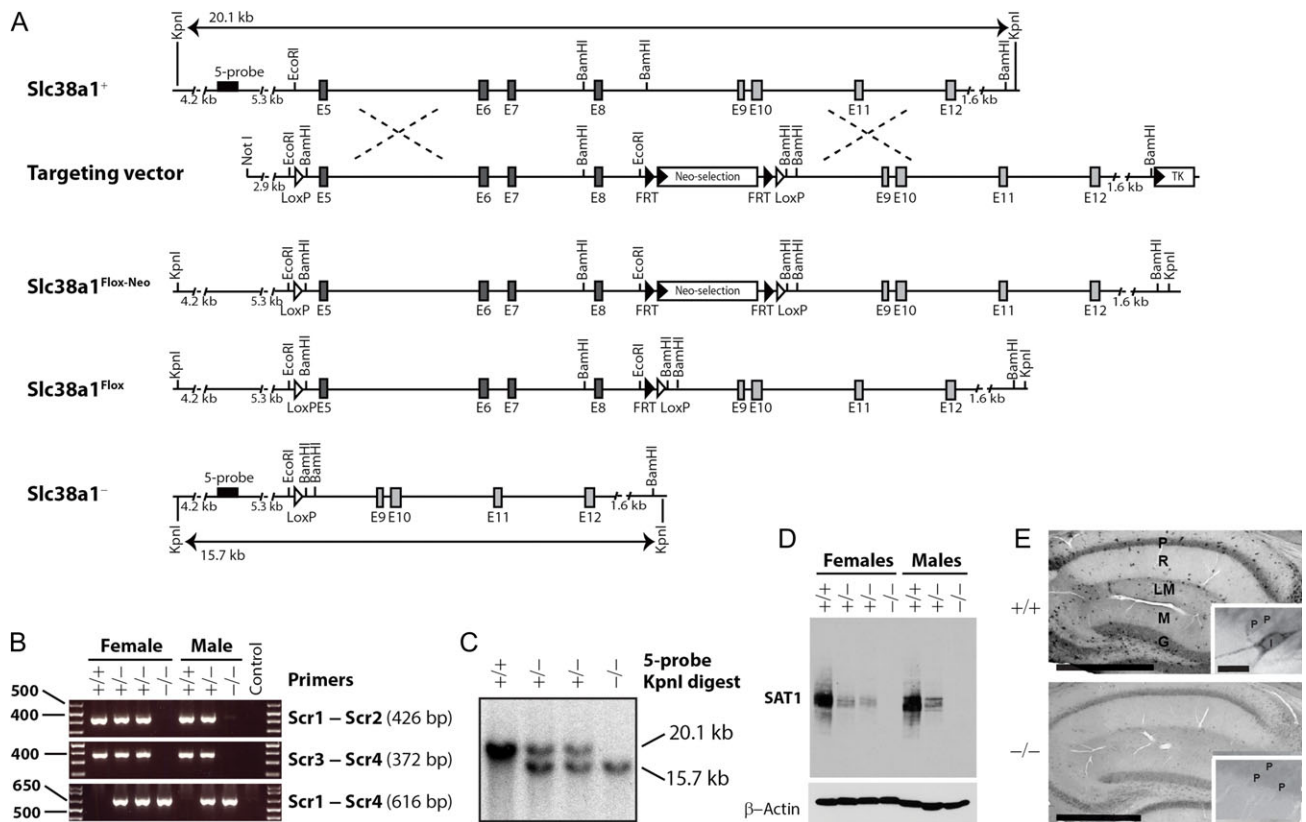 A
20.1 kb
KpnI
KpnI
5-probe
EcoRI
BamHI
BamHI
BamHI
Slc38a1+
4.2 kb
5.3 kb
E5
E6
E7
E8
E9
E10
E11
E12
1.6 kb
Not I
EcoRI
BamHI
BamHI
EcoRI
BamHI
BamHI
BamHI
Targeting vector
Neo-selection
TK
2.9 kb
LoxP
E5
E6
E7
E8
FRT
FRT
LoxP
E9
E10
E11
E12
1.6 kb
KpnI
EcoRI
BamHI
BamHI
EcoRI
BamHI
BamHI
BamHI
KpnI
Slc38a1Flox-Neo
Neo-selection
4.2 kb
5.3 kb
LoxP
E5
E6
E7
E8
FRT
FRT
LoxP
E9
E10
E11
E12
1.6 kb
KpnI
EcoRI
BamHI
BamHI
EcoRI
BamHI
BamHI
BamHI
KpnI
Slc38a1Flox
4.2 kb
5.3 kb
LoxPE5
E6
E7
E8
FRT
LoxP
E9
E10
E11
E12
1.6 kb
5-probe
EcoRI
BamHI
BamHI
BamHI
Slc38a1−
4.2 kb
5.3 kb
LoxP
E9
E10
E11
E12
1.6 kb
KpnI
KpnI
15.7 kb
B
Female
Male
+/+
+/−
+/−
−/−
+/+
+/−
−/−
Control
Primers
500
400
Scr1 – Scr2 (426 bp)
400
Scr3 – Scr4 (372 bp)
650
500
Scr1 – Scr4 (616 bp)
C
+/+
+/−
+/−
−/−
5-probe
KpnI digest
20.1 kb
15.7 kb
D
Females
Males
+/+
+/−
+/−
−/−
+/+
+/−
−/−
SAT1
β-Actin
E
+/+
P
R
LM
M
G
P
P
I
−/−
P
P
P